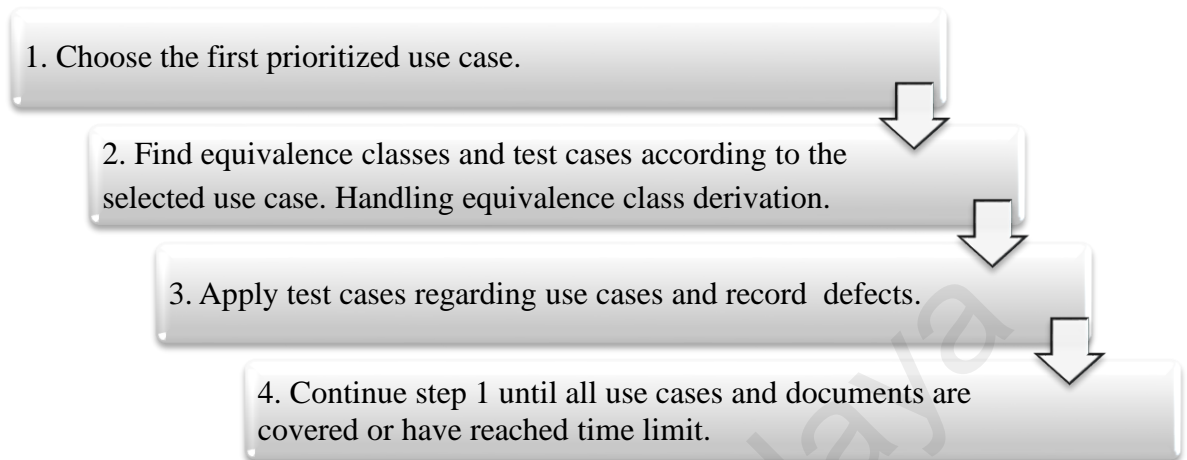 1. Choose the first prioritized use case.
2. Find equivalence classes and test cases according to the
selected use case. Handling equivalence class derivation.
3. Apply test cases regarding use cases and record defects.
4. Continue step 1 until all use cases and documents are
covered or have reached time limit.
laya